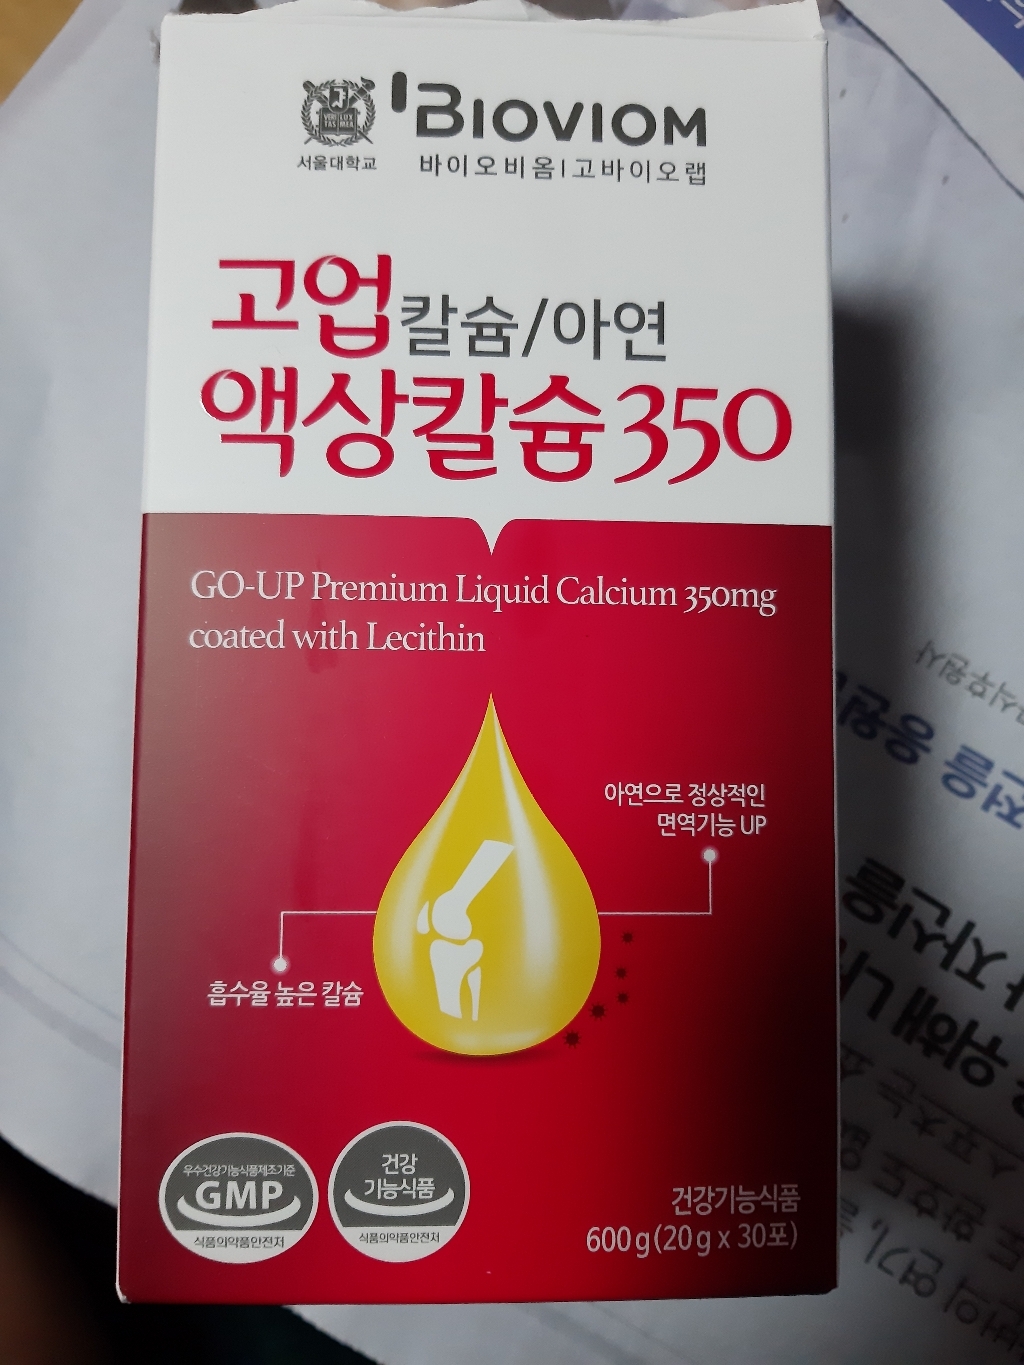 서울대학교
BIOVIOM
바이오비옴|고바이오랩
고업칼슘/아연
액상칼슘350
GO-UP Premium Liquid Calcium 350mg
coated with Lecithin
아연으로 정상적인
면역기능 UP
흡수율 높은 칼슘
우수건강기능식품제조기준
GMP
식품의약품안전처
건강
기능식품
식품의약품안전처
건강기능식품
600g(20g x 30포)
자신을
위해